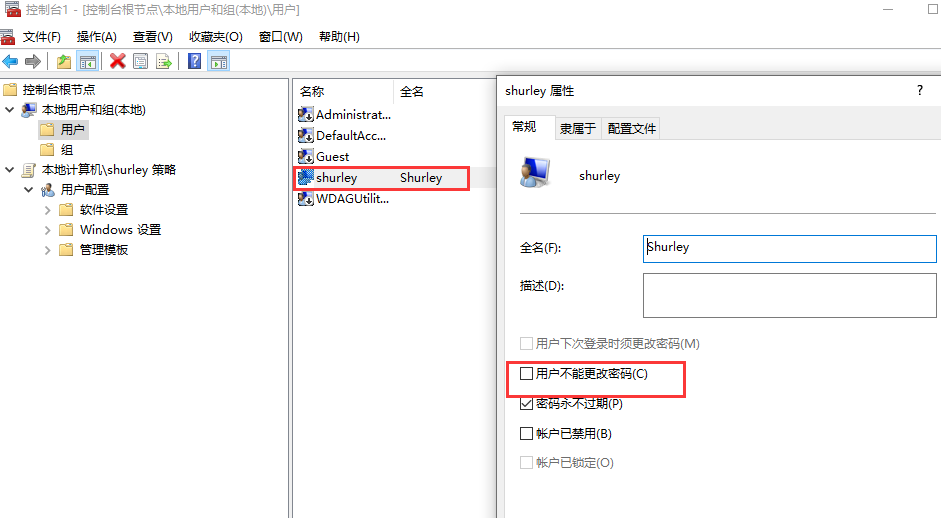 控制台1 - [控制台根节点\本地用户和组(本地)\用户]
文件(F) 操作(A) 查看(V) 收藏夹(O) 窗口(W) 帮助(H)
控制台根节点
本地用户和组(本地)
用户
组
本地计算机\shurley 策略
用户配置
软件设置
Windows 设置
管理模板
名称 全名
Administrat...
DefaultAcc...
Guest
shurley Shurley
WDAGUtilit...
shurley 属性 ?
常规 隶属于 配置文件
shurley
全名(F): Shurley
描述(D):
用户下次登录时须更改密码(M)
用户不能更改密码(C)
密码永不过期(P)
帐户已禁用(B)
帐户已锁定(O)